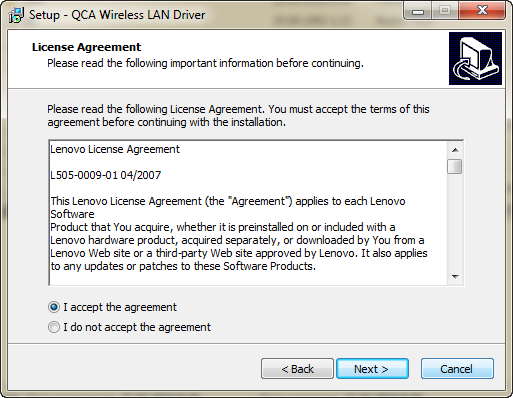 Setup - QCA Wireless LAN Driver
License Agreement
Please read the following important information before continuing.
Please read the following License Agreement. You must accept the terms of this
agreement before continuing with the installation.
Lenovo License Agreement
L505-0009-01 04/2007
This Lenovo License Agreement (the "Agreement") applies to each Lenovo
Software
Product that You acquire, whether it is preinstalled on or included with a
Lenovo hardware product, acquired separately, or downloaded by You from a
Lenovo Web site or a third-party Web site approved by Lenovo. It also applies
to any updates or patches to these Software Products.
I accept the agreement
I do not accept the agreement
< Back
Next >
Cancel